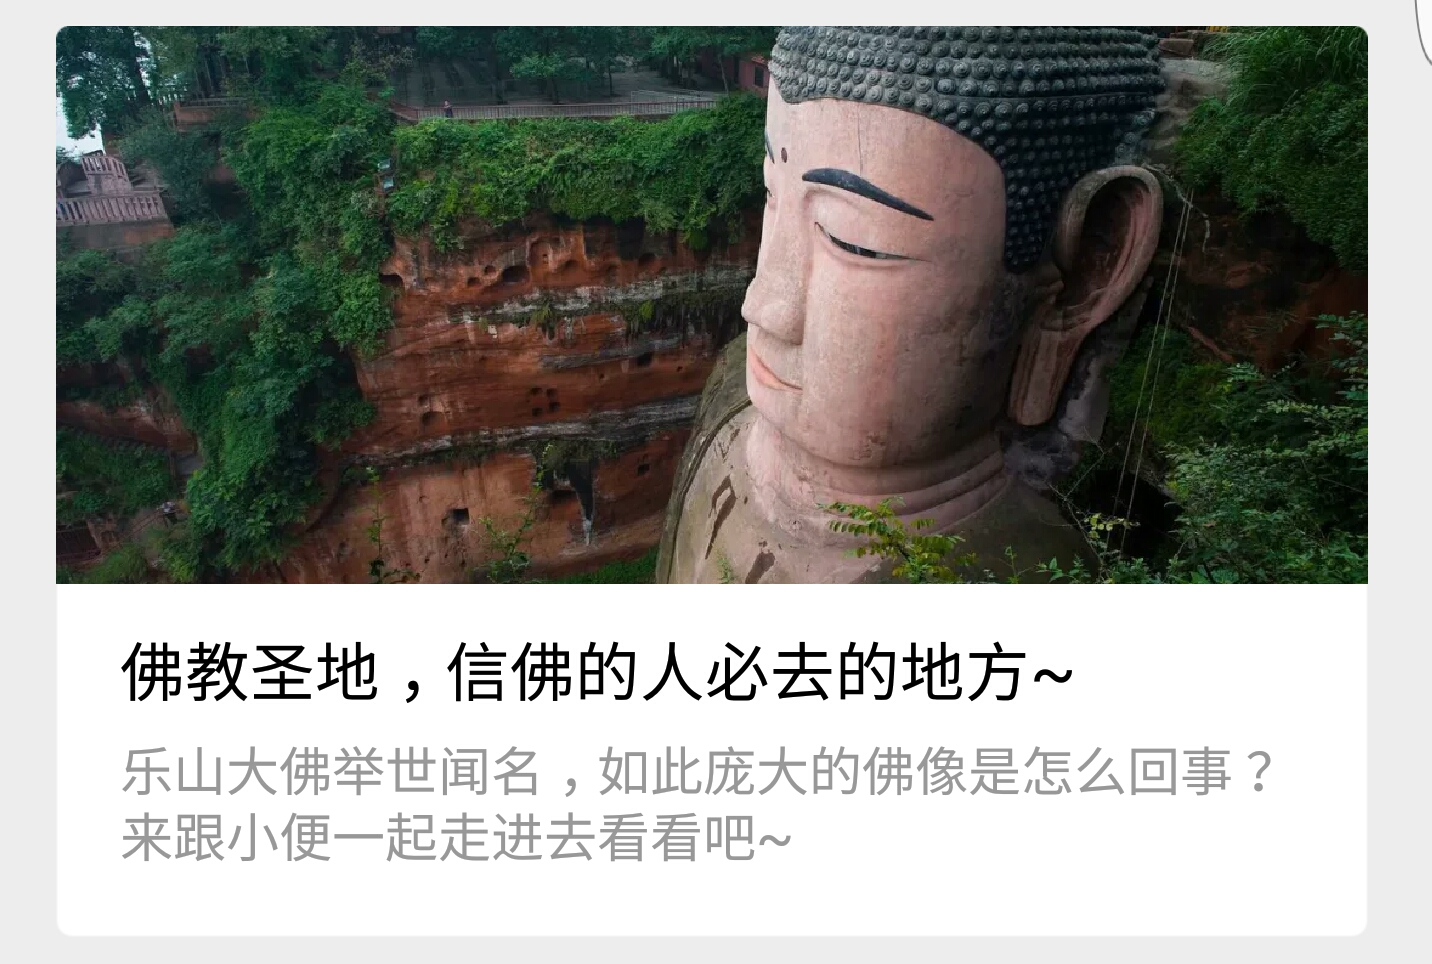 佛教圣地，信佛的人必去的地方~
乐山大佛举世闻名，如此庞大的佛像是怎么回事？
来跟小便一起走进去看看吧~